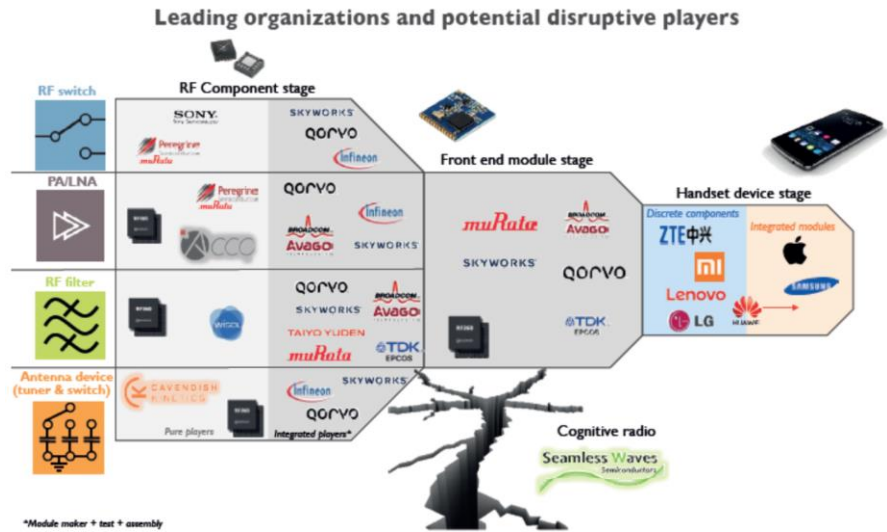 Leading organizations and potential disruptive players
RF Component stage
RF switch
SONY
SKYWORKS
QORVO
Peregrine
muRata
infineon
Front end module stage
PA/LNA
Peregrine
muRata
QORVO
infineon
ACCO
BROADCOM
AVAGO
SKYWORKS
Handset device stage
Discrete components
Integrated modules
muRata
BROADCOM
AVAGO
SKYWORKS
QORVO
ZTE中兴
mi
Lenovo
LG
HUAWEI
SAMSUNG
TDK
EPCOS
RF filter
WISOL
QORVO
SKYWORKS
BROADCOM
AVAGO
TAIYO YUDEN
muRata
TDK
EPCOS
Antenna device
(tuner & switch)
CAVENDISH
KINETICS
infineon
SKYWORKS
QORVO
Pure players
Integrated players*
Cognitive radio
Seamless Waves
Semiconductors
*Module maker + test + assembly